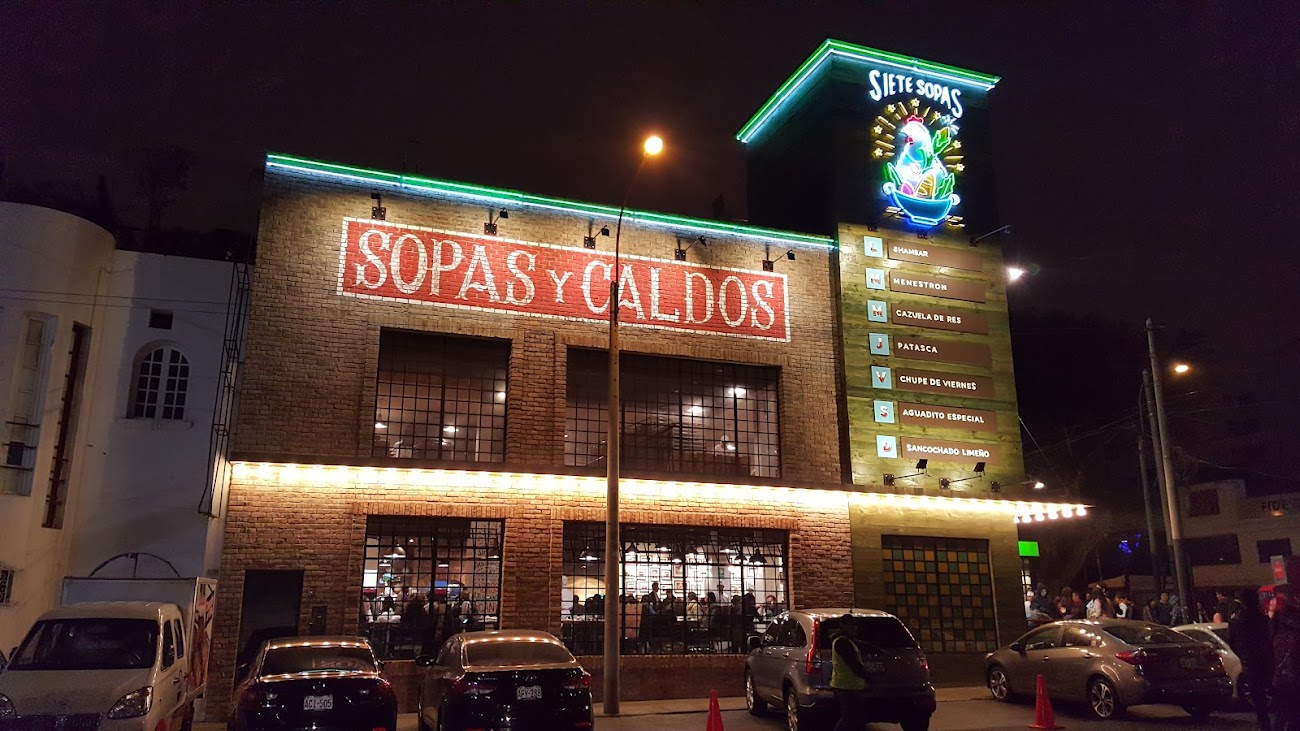 SIETE SOPAS
SOPAS Y CALDOS
L SHAMBAR
MENESTRON
CAZUELA DE RES
J PATASCA
V CHUPE DE VIERNES
S AGUADITO ESPECIAL
SANCOCHADO LIMEÑO